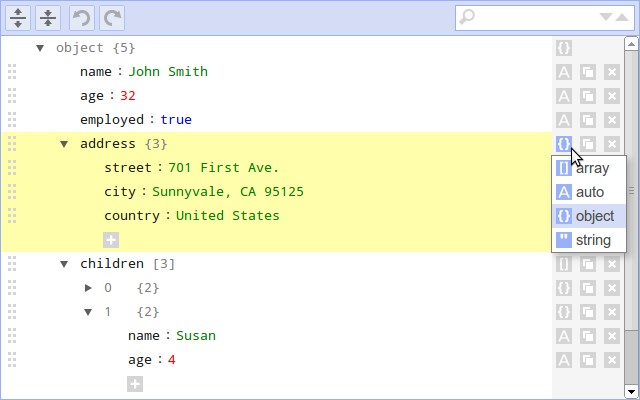 object {5}
name : John Smith
age : 32
employed : true
address {3}
street : 701 First Ave.
city : Sunnyvale, CA 95125
country : United States
children [3]
0 {2}
1 {2}
name : Susan
age : 4
array
auto
object
string